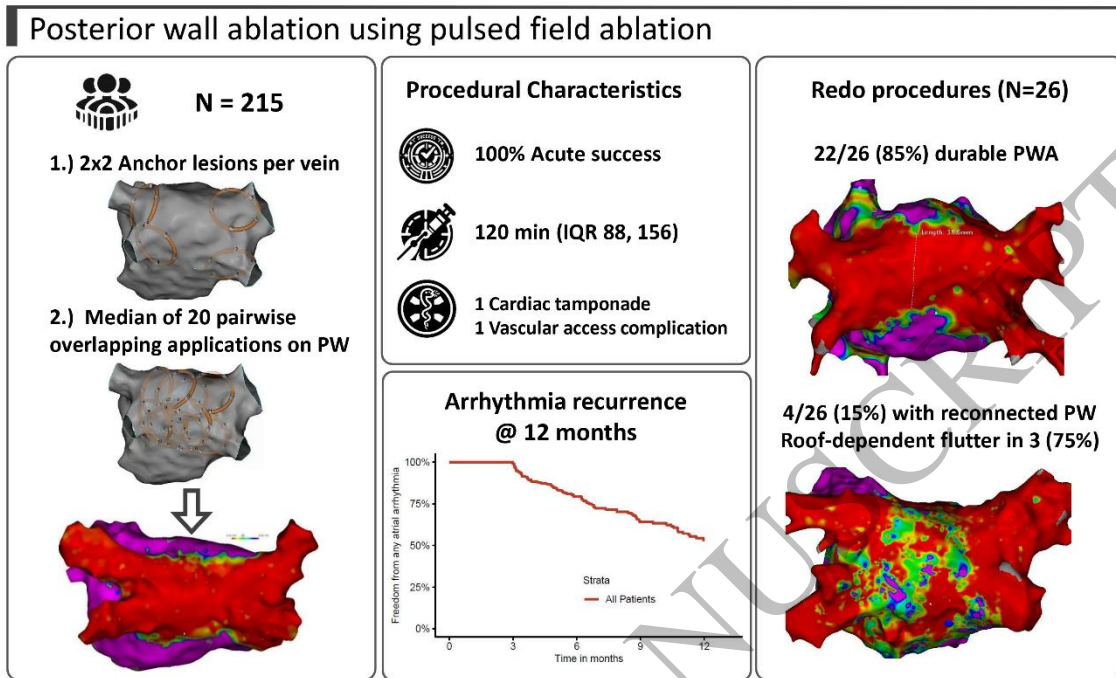 Posterior wall ablation using pulsed field ablation
N = 215
1.) 2x2 Anchor lesions per vein
2.) Median of 20 pairwise
overlapping applications on PW
Procedural Characteristics
100% Acute success
120 min (IQR 88, 156)
1 Cardiac tamponade
1 Vascular access complication
Arrhythmia recurrence
@ 12 months
Freedom from any atrial arrhythmia
100%
75%
50%
25%
0%
Strata
All Patients
0 3 6 9 12
Time in months
Redo procedures (N=26)
22/26 (85%) durable PWA
4/26 (15%) with reconnected PW
Roof-dependent flutter in 3 (75%)
NUSCRIPT